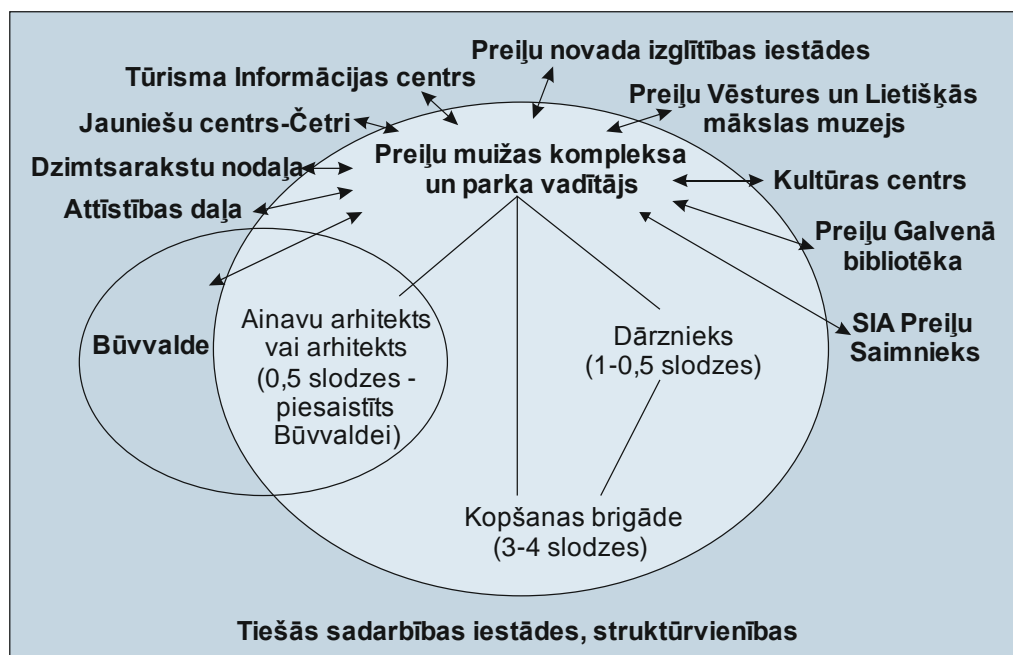 Preiļu novada izglītības iestādes
Tūrisma Informācijas centrs
Preiļu Vēstures un Lietišķās
mākslas muzejs
Jauniešu centrs-Četri
Preiļu muižas kompleksa
un parka vadītājs
Dzimtsarakstu nodaļa
Kultūras centrs
Attīstības daļa
Preiļu Galvenā
bibliotēka
Būvvalde
Ainavu arhitekts
vai arhitekts
(0,5 slodzes -
piesaistīts
Būvvaldei)
Dārznieks
(1-0,5 slodzes)
SIA Preiļu
Saimnieks
Kopšanas brigāde
(3-4 slodzes)
Tiešās sadarbības iestādes, struktūrvienības